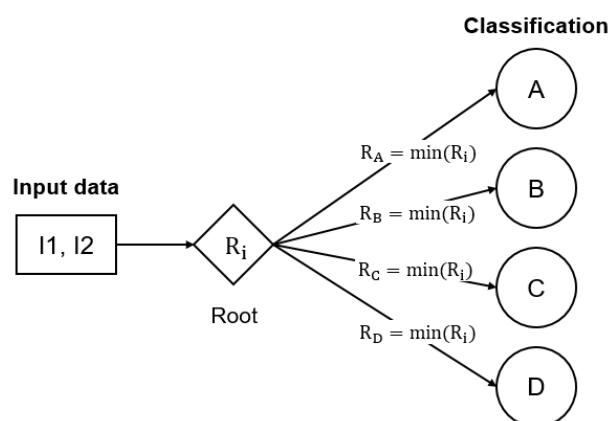 Classification
A
R_A = min(R_i)
Input data
B
R_B = min(R_i)
I1, I2
R_i
R_C = min(R_i)
C
Root
R_D = min(R_i)
D